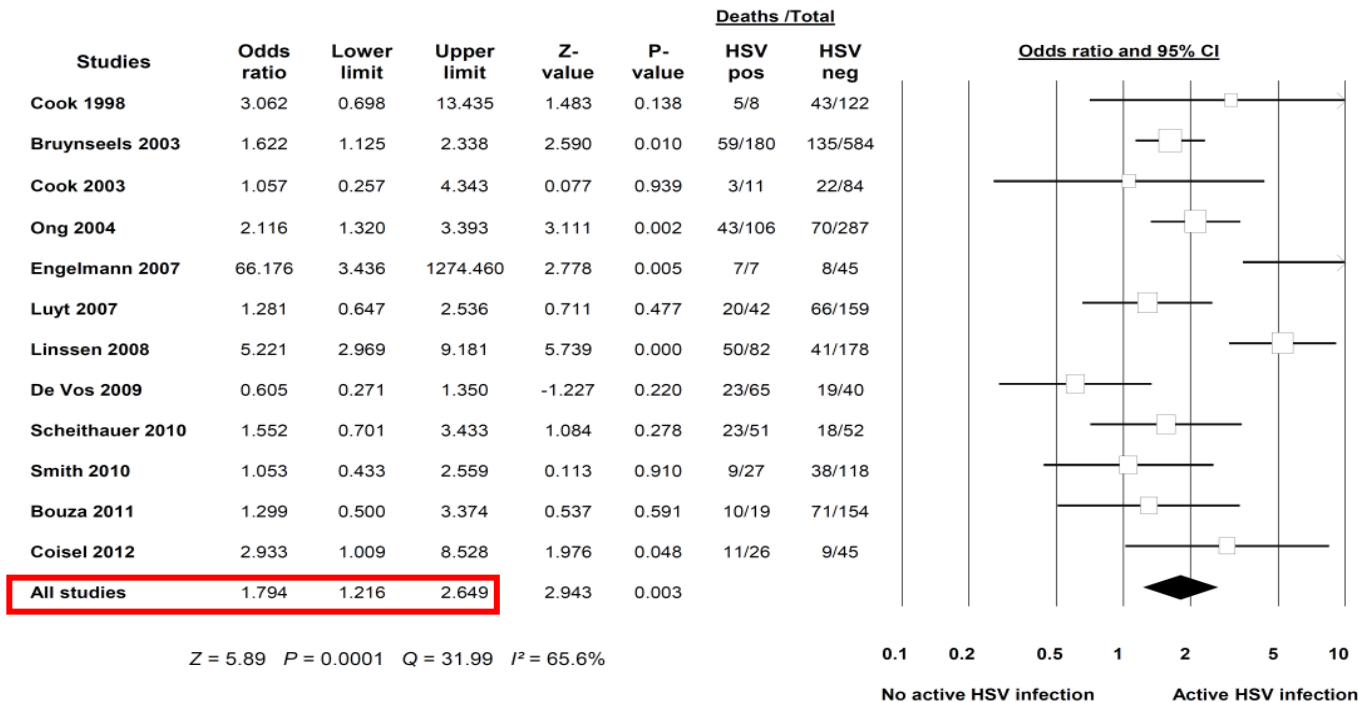 Deaths /Total
Studies Odds ratio Lower limit Upper limit Z-value P-value HSV pos HSV neg Odds ratio and 95% CI
Cook 1998 3.062 0.698 13.435 1.483 0.138 5/8 43/122
Bruynseels 2003 1.622 1.125 2.338 2.590 0.010 59/180 135/584
Cook 2003 1.057 0.257 4.343 0.077 0.939 3/11 22/84
Ong 2004 2.116 1.320 3.393 3.111 0.002 43/106 70/287
Engelmann 2007 66.176 3.436 1274.460 2.778 0.005 7/7 8/45
Luyt 2007 1.281 0.647 2.536 0.711 0.477 20/42 66/159
Linssen 2008 5.221 2.969 9.181 5.739 0.000 50/82 41/178
De Vos 2009 0.605 0.271 1.350 -1.227 0.220 23/65 19/40
Scheithauer 2010 1.552 0.701 3.433 1.084 0.278 23/51 18/52
Smith 2010 1.053 0.433 2.559 0.113 0.910 9/27 38/118
Bouza 2011 1.299 0.500 3.374 0.537 0.591 10/19 71/154
Coisel 2012 2.933 1.009 8.528 1.976 0.048 11/26 9/45
All studies 1.794 1.216 2.649 2.943 0.003
Z = 5.89 P = 0.0001 Q = 31.99 I² = 65.6%
0.1 0.2 0.5 1 2 5 10
No active HSV infection Active HSV infection